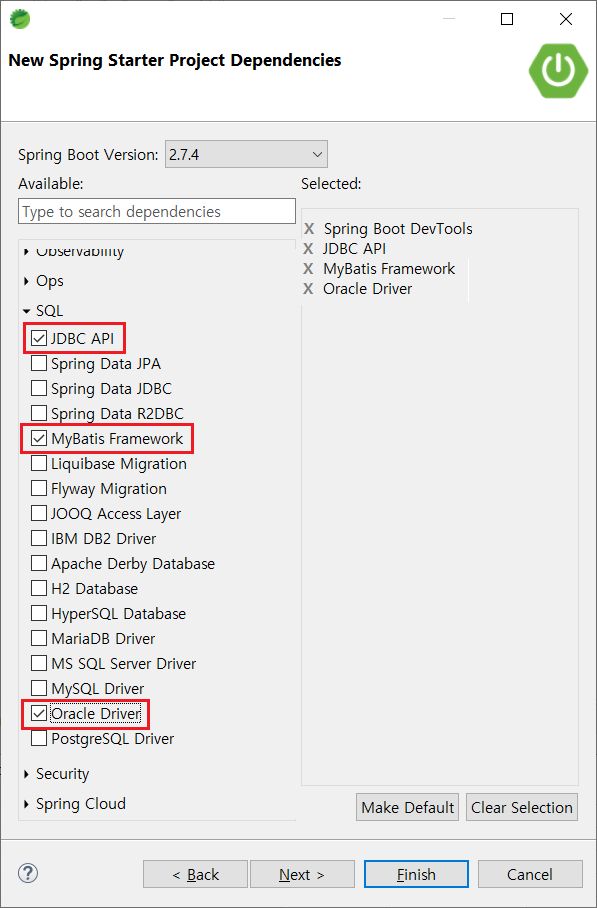 New Spring Starter Project Dependencies
Spring Boot Version: 2.7.4
Available:
Type to search dependencies
Observability
Ops
SQL
JDBC API
Spring Data JPA
Spring Data JDBC
Spring Data R2DBC
MyBatis Framework
Liquibase Migration
Flyway Migration
JOOQ Access Layer
IBM DB2 Driver
Apache Derby Database
H2 Database
HyperSQL Database
MariaDB Driver
MS SQL Server Driver
MySQL Driver
Oracle Driver
PostgreSQL Driver
Security
Spring Cloud
Selected:
X Spring Boot DevTools
X JDBC API
X MyBatis Framework
X Oracle Driver
Make Default Clear Selection
? < Back Next > Finish Cancel